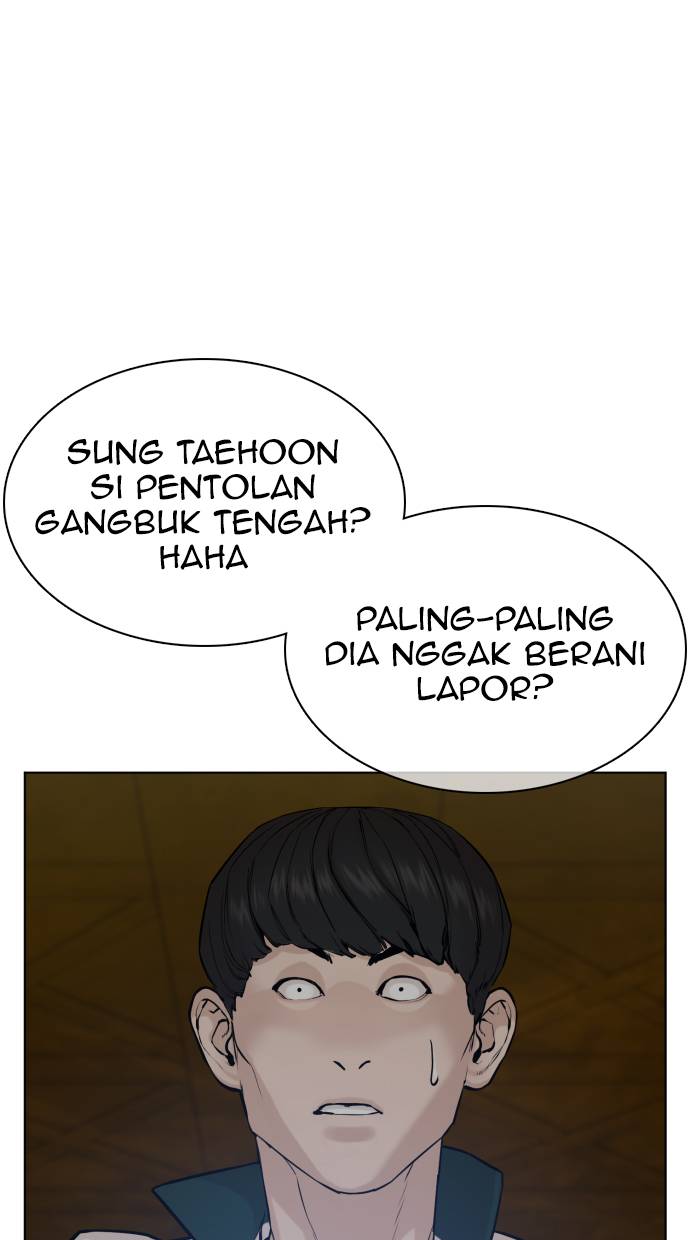 SUNG TAEHOON
SI PENTOLAN
GANGBUK TENGAH?
HAHA
PALING-PALING
DIA NGGAK BERANI
LAPOR?